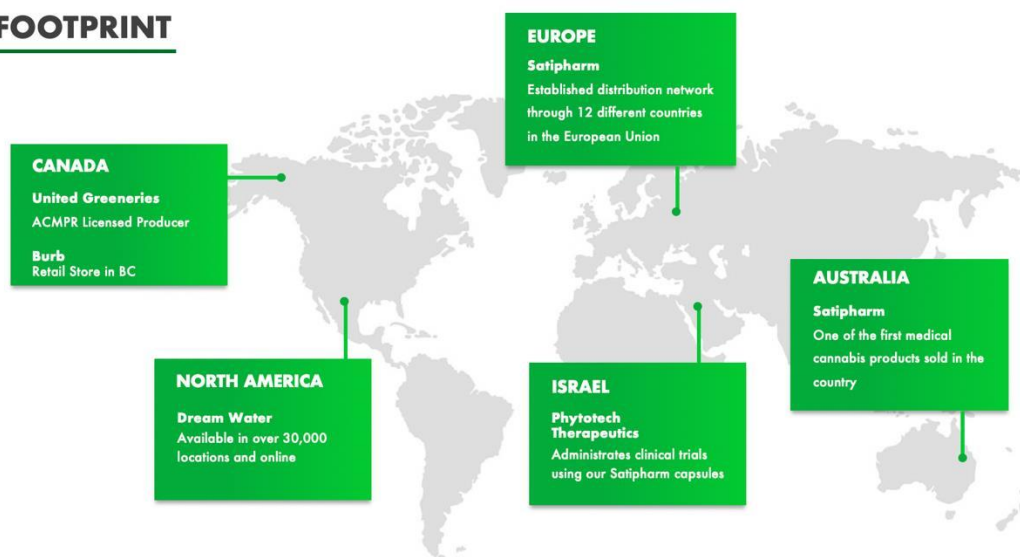 FOOTPRINT
EUROPE
Satipharm
Established distribution network
through 12 different countries
in the European Union
CANADA
United Greeneries
ACMPR Licensed Producer
Burb
Retail Store in BC
AUSTRALIA
Satipharm
One of the first medical
cannabis products sold in the
country
NORTH AMERICA
Dream Water
Available in over 30,000
locations and online
ISRAEL
Phytotech
Therapeutics
Administrates clinical trials
using our Satipharm capsules